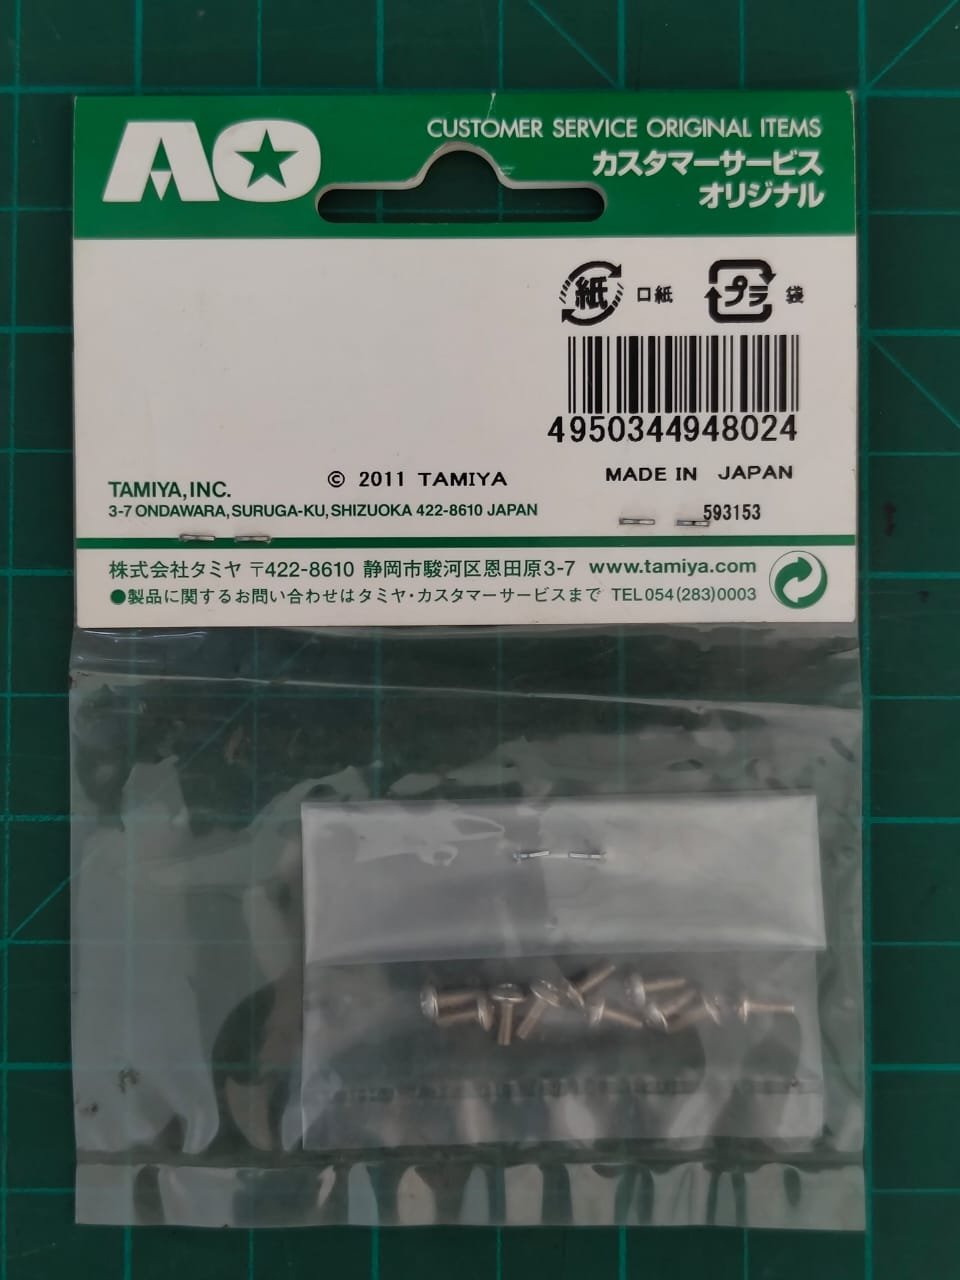 AO
CUSTOMER SERVICE ORIGINAL ITEMS
カスタマーサービス
オリジナル
紙 口紙 プラ 袋
4950344948024
© 2011 TAMIYA
MADE IN JAPAN
593153
TAMIYA, INC.
3-7 ONDAWARA, SURUGA-KU, SHIZUOKA 422-8610 JAPAN
株式会社タミヤ 〒422-8610 静岡市駿河区恩田原3-7 www.tamiya.com
●製品に関するお問い合わせはタミヤ・カスタマーサービスまで TEL 054(283)0003